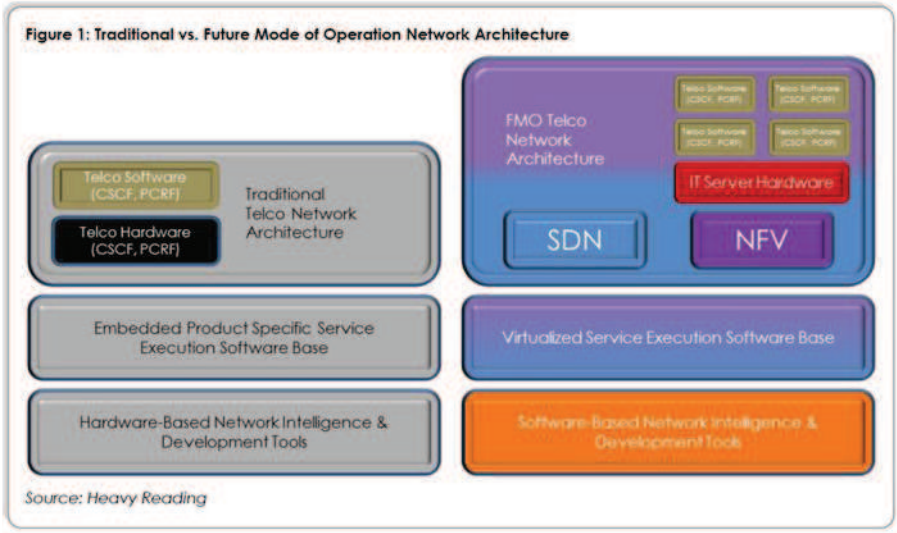 Figure 1: Traditional vs. Future Mode of Operation Network Architecture
Telco Software
(CSCF, PCRF)
Telco Hardware
(CSCF, PCRF)
Traditional
Telco Network
Architecture
Embedded Product Specific Service
Execution Software Base
Hardware-Based Network Intelligence &
Development Tools
FMO Telco
Network
Architecture
Telco Software
(CSCF, PCRF)
Telco Software
(CSCF, PCRF)
Telco Software
(CSCF, PCRF)
Telco Software
(CSCF, PCRF)
IT Server Hardware
SDN
NFV
Virtualized Service Execution Software Base
Software-Based Network Intelligence &
Development Tools
Source: Heavy Reading